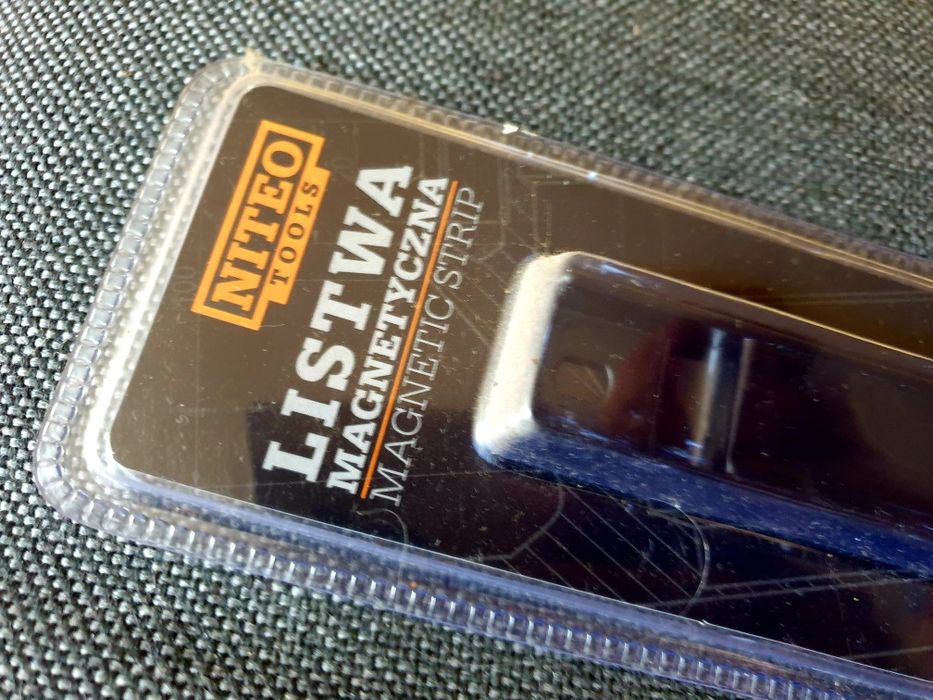 NITEO
TOOLS
LISTWA
MAGNETYCZNA
MAGNETIC STRIP